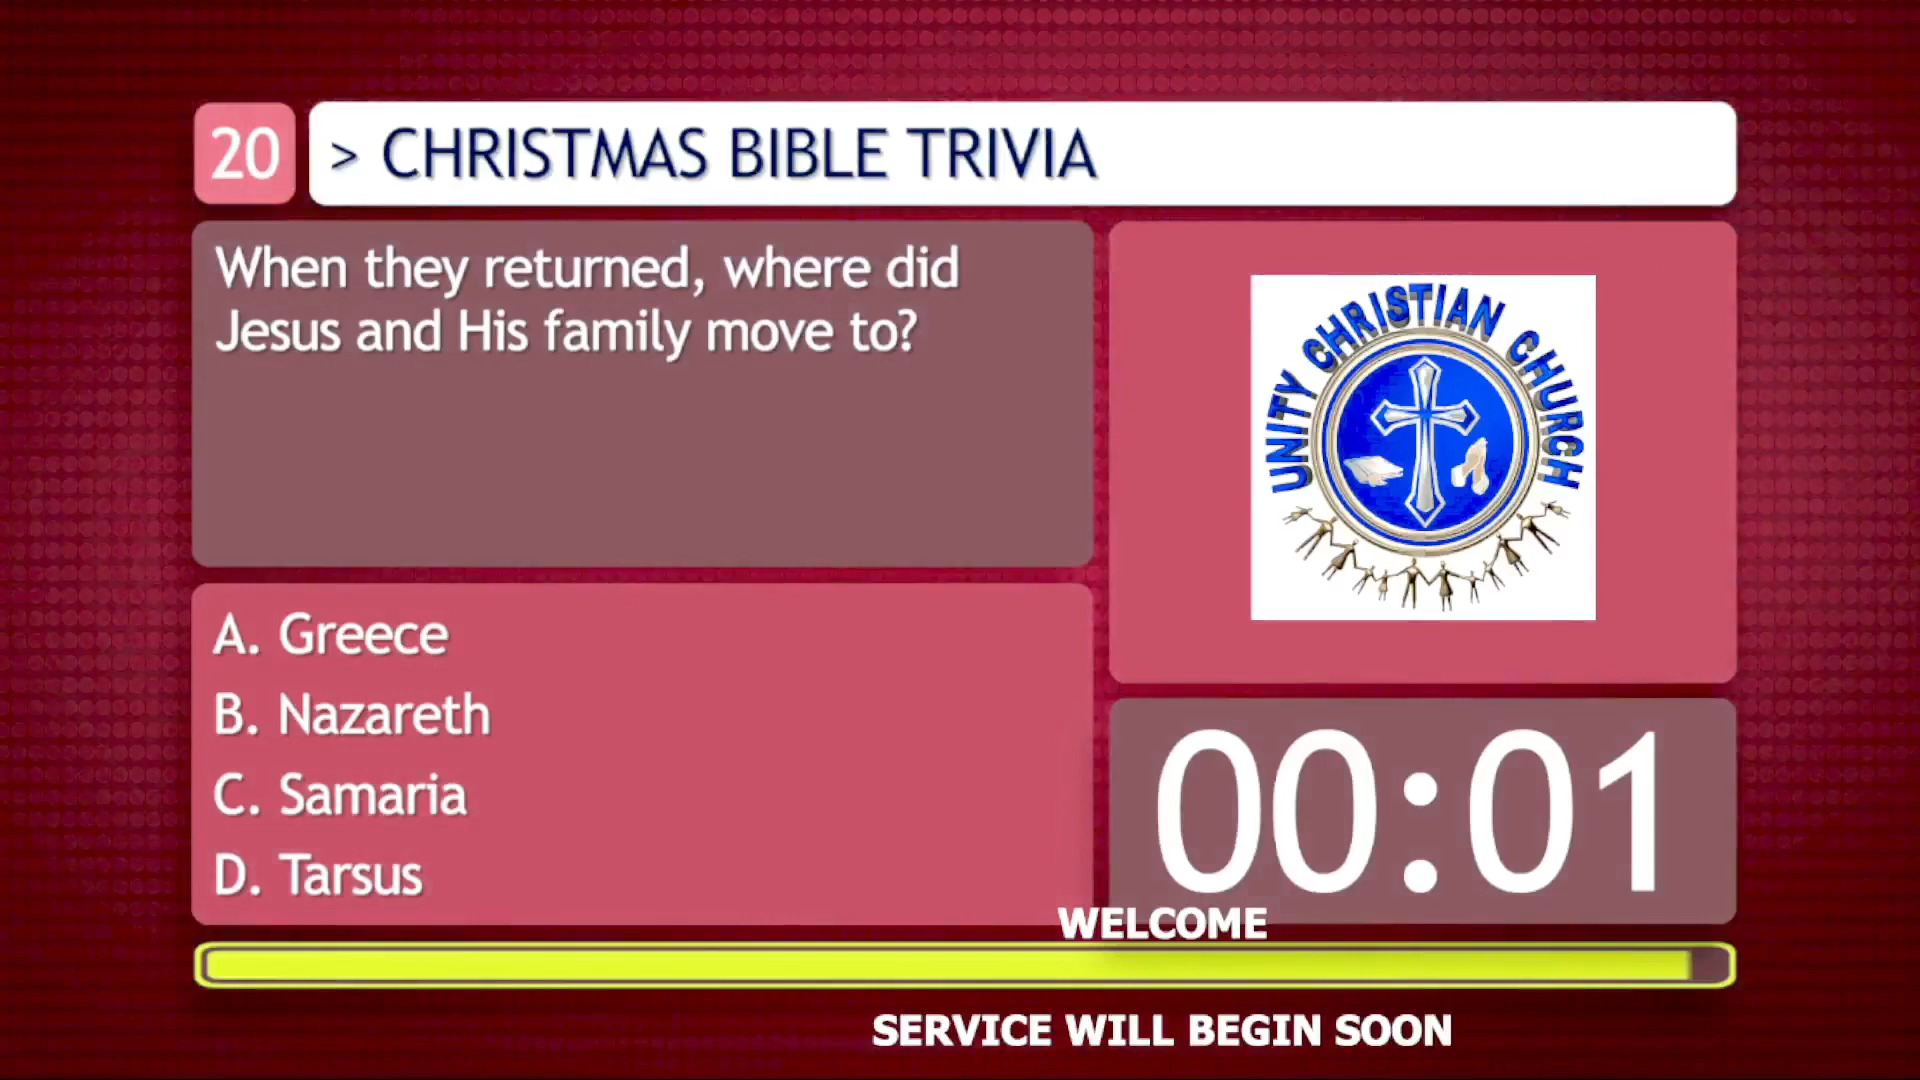 20
> CHRISTMAS BIBLE TRIVIA
When they returned, where did
Jesus and His family move to?
UNITY CHRISTIAN CHURCH
A. Greece
B. Nazareth
C. Samaria
D. Tarsus
00:01
WELCOME
SERVICE WILL BEGIN SOON